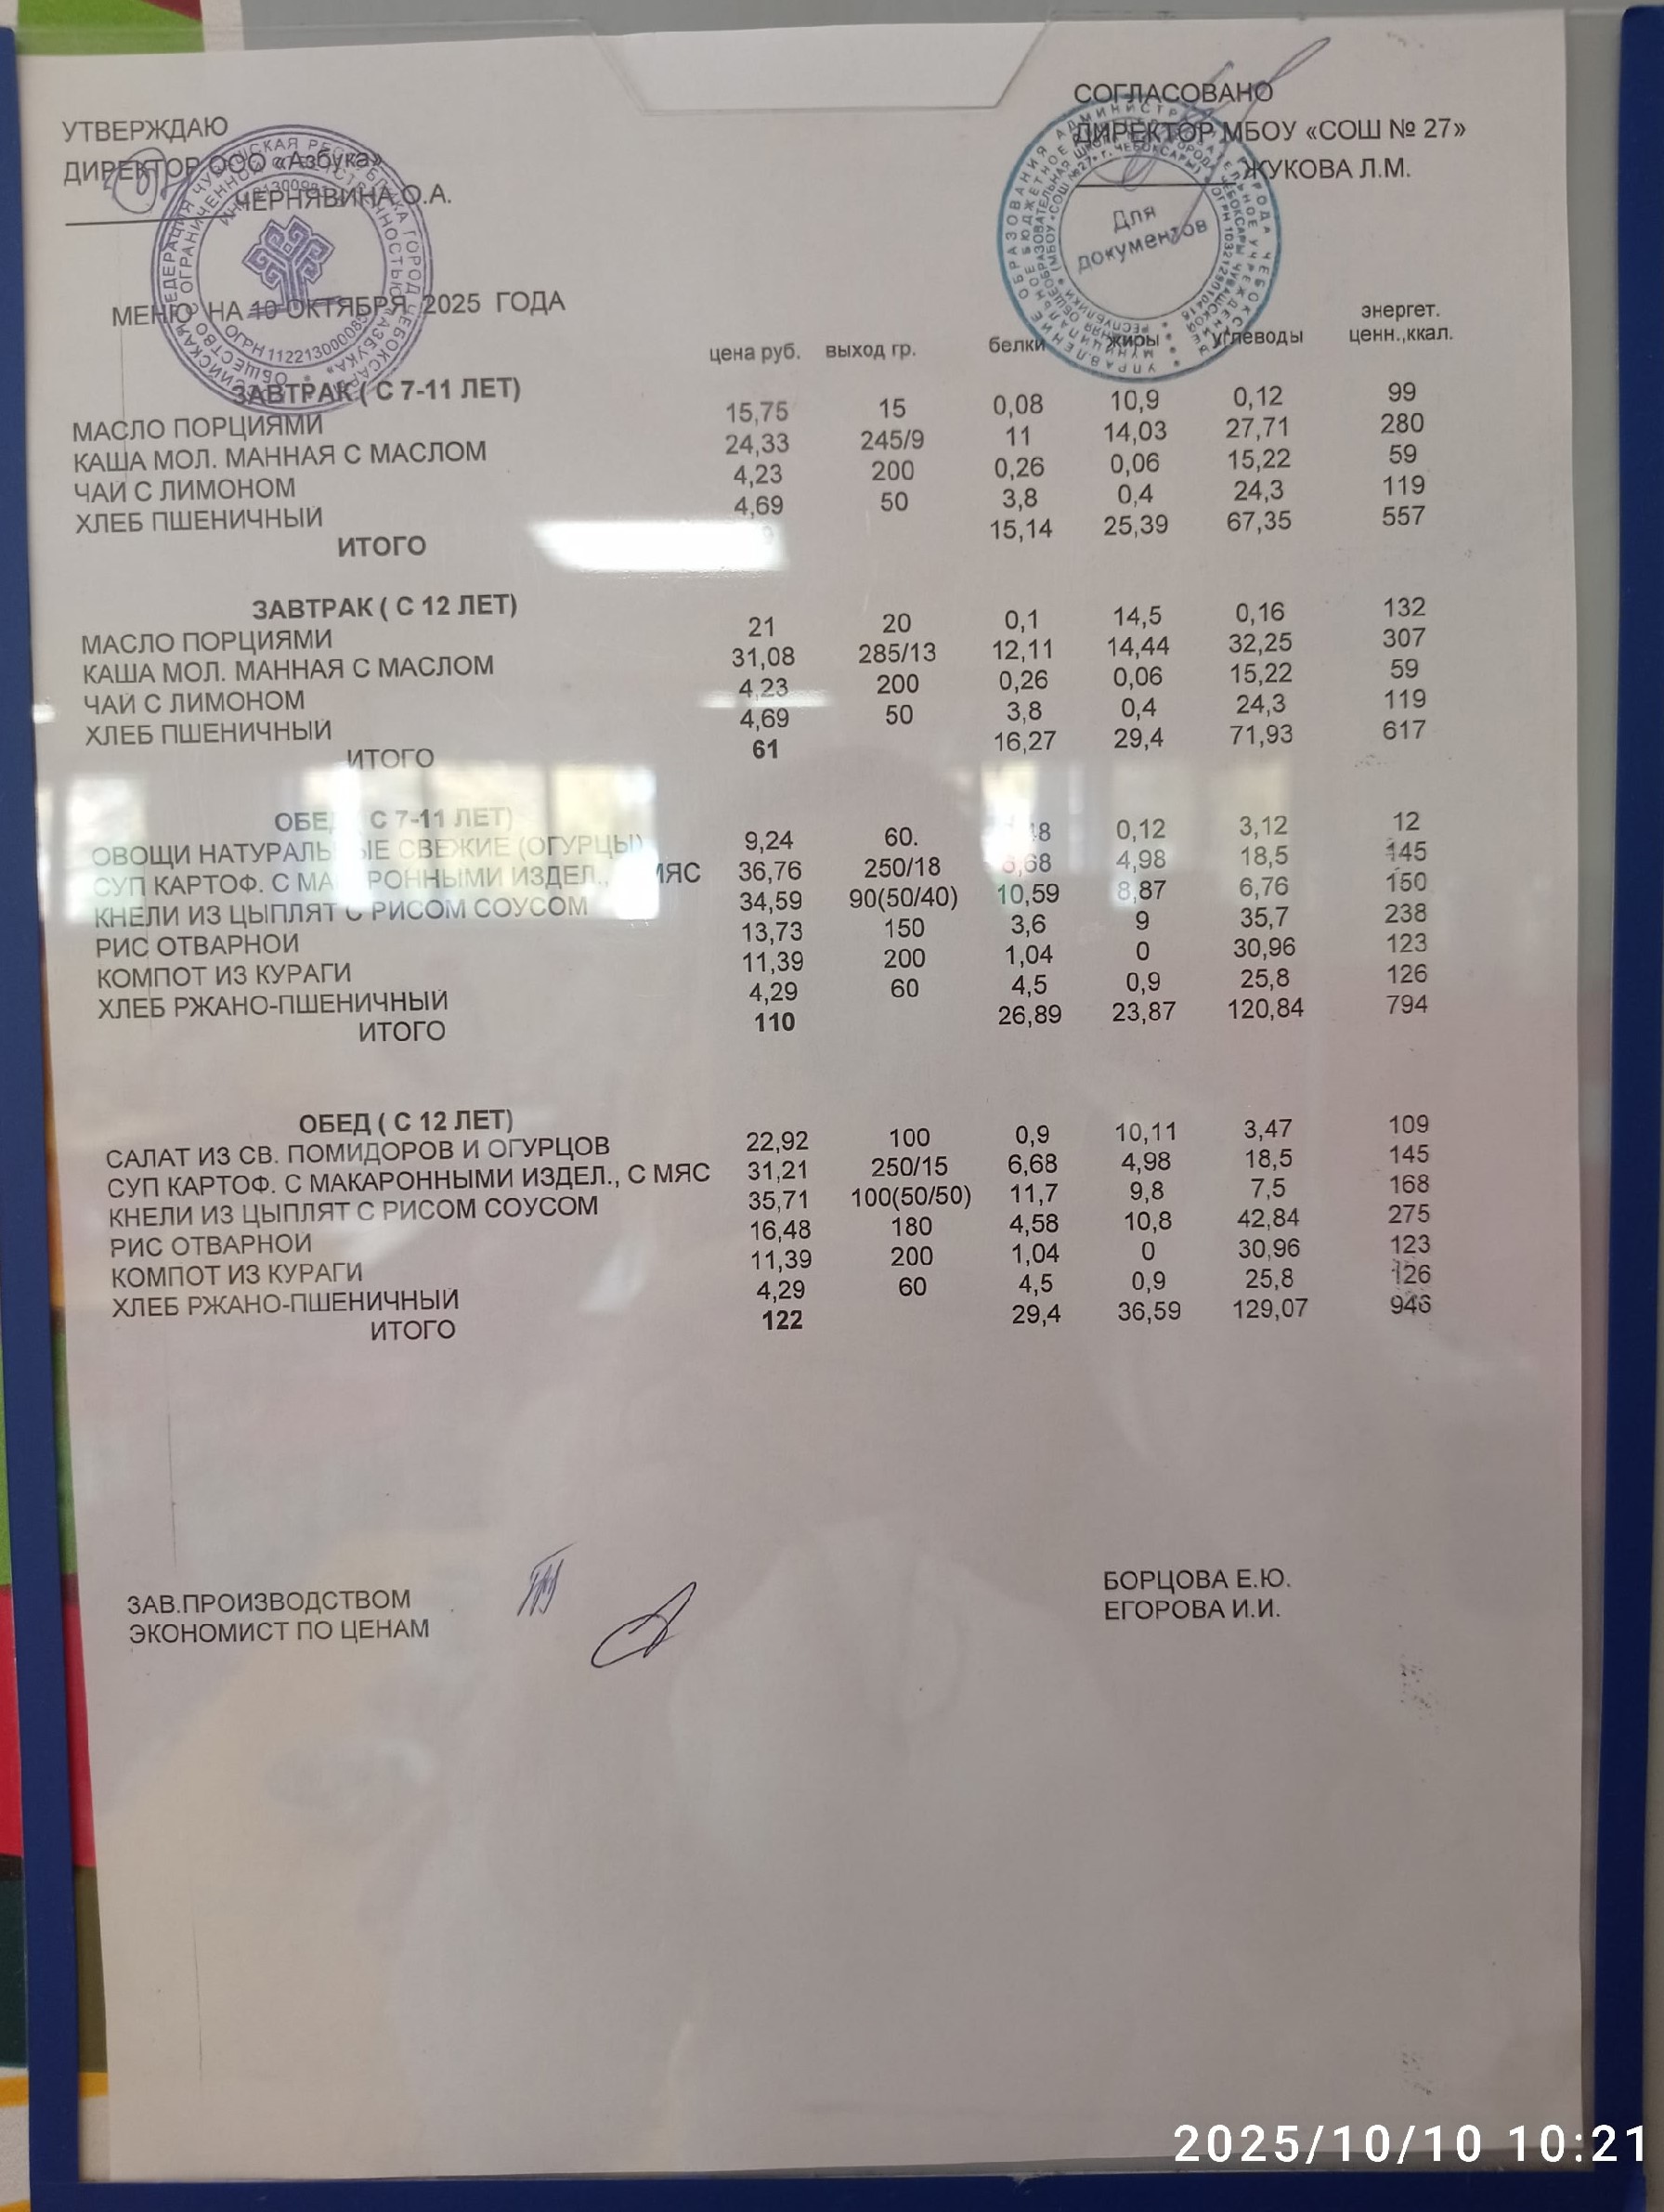 УТВЕРЖДАЮ
ДИРЕКТОР ООО «Азбука»
ЧЕРНЯВИНА О.А.
СОГЛАСОВАНО
ДИРЕКТОР МБОУ «СОШ № 27»
ЖУКОВА Л.М.
Для
документов
ОГРН 1122130000085
МЕНЮ НА 10 ОКТЯБРЯ 2025 ГОДА
цена руб. выход гр. белки жиры углеводы энергет. ценн.,ккал.
ЗАВТРАК ( С 7-11 ЛЕТ)
МАСЛО ПОРЦИЯМИ 15,75 15 0,08 10,9 0,12 99
КАША МОЛ. МАННАЯ С МАСЛОМ 24,33 245/9 11 14,03 27,71 280
ЧАЙ С ЛИМОНОМ 4,23 200 0,26 0,06 15,22 59
ХЛЕБ ПШЕНИЧНЫЙ 4,69 50 3,8 0,4 24,3 119
ИТОГО 15,14 25,39 67,35 557
ЗАВТРАК ( С 12 ЛЕТ)
МАСЛО ПОРЦИЯМИ 21 20 0,1 14,5 0,16 132
КАША МОЛ. МАННАЯ С МАСЛОМ 31,08 285/13 12,11 14,44 32,25 307
ЧАЙ С ЛИМОНОМ 4,23 200 0,26 0,06 15,22 59
ХЛЕБ ПШЕНИЧНЫЙ 4,69 50 3,8 0,4 24,3 119
ИТОГО 61 16,27 29,4 71,93 617
ОБЕД ( С 7-11 ЛЕТ)
ОВОЩИ НАТУРАЛЬНЫЕ СВЕЖИЕ (ОГУРЦЫ) 9,24 60. 0,12 3,12 12
СУП КАРТОФ. С МАКАРОННЫМИ ИЗДЕЛ., С МЯС 36,76 250/18 6,68 4,98 18,5 145
КНЕЛИ ИЗ ЦЫПЛЯТ С РИСОМ СОУСОМ 34,59 90(50/40) 10,59 8,87 6,76 150
РИС ОТВАРНОЙ 13,73 150 3,6 9 35,7 238
КОМПОТ ИЗ КУРАГИ 11,39 200 1,04 0 30,96 123
ХЛЕБ РЖАНО-ПШЕНИЧНЫЙ 4,29 60 4,5 0,9 25,8 126
ИТОГО 110 26,89 23,87 120,84 794
ОБЕД ( С 12 ЛЕТ)
САЛАТ ИЗ СВ. ПОМИДОРОВ И ОГУРЦОВ 22,92 100 0,9 10,11 3,47 109
СУП КАРТОФ. С МАКАРОННЫМИ ИЗДЕЛ., С МЯС 31,21 250/15 6,68 4,98 18,5 145
КНЕЛИ ИЗ ЦЫПЛЯТ С РИСОМ СОУСОМ 35,71 100(50/50) 11,7 9,8 7,5 168
РИС ОТВАРНОЙ 16,48 180 4,58 10,8 42,84 275
КОМПОТ ИЗ КУРАГИ 11,39 200 1,04 0 30,96 123
ХЛЕБ РЖАНО-ПШЕНИЧНЫЙ 4,29 60 4,5 0,9 25,8 126
ИТОГО 122 29,4 36,59 129,07 946
ЗАВ.ПРОИЗВОДСТВОМ БОРЦОВА Е.Ю.
ЭКОНОМИСТ ПО ЦЕНАМ ЕГОРОВА И.И.
2025/10/10 10:21